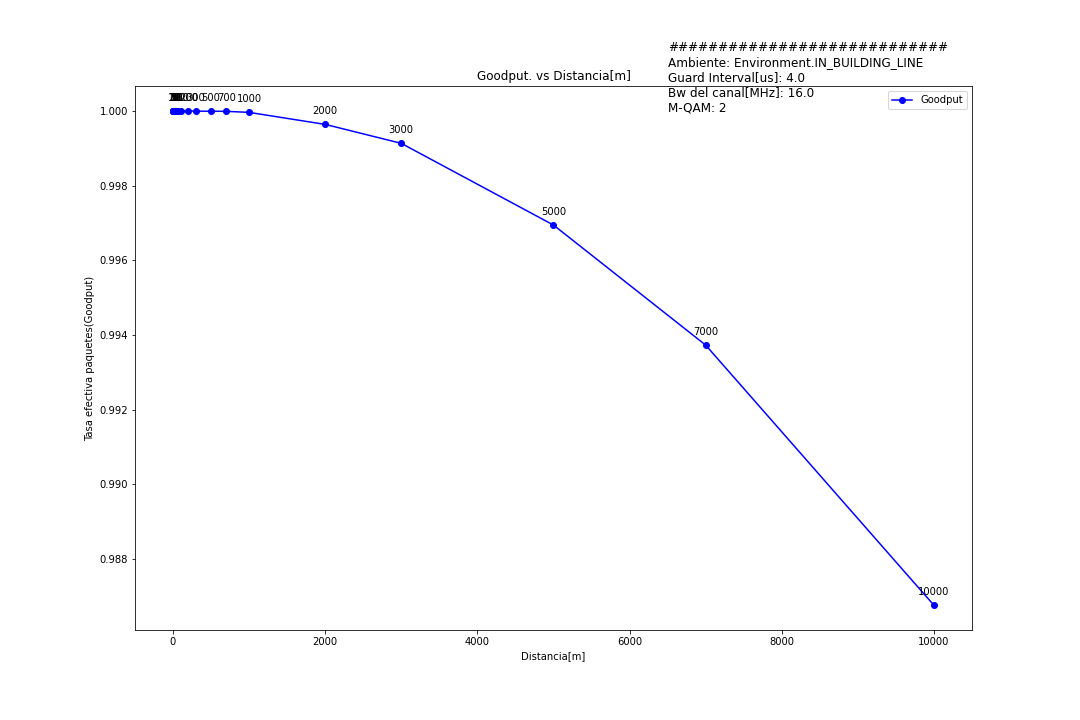 ###########################
Ambiente: Environment.IN_BUILDING_LINE
Guard Interval[us]: 4.0
Bw del canal[MHz]: 16.0
M-QAM: 2
Goodput. vs Distancia[m]
Goodput
500
700
1000
2000
3000
5000
7000
10000
1.000
0.998
0.996
0.994
0.992
0.990
0.988
Tasa efectiva paquetes(Goodput)
0
2000
4000
6000
8000
10000
Distancia[m]